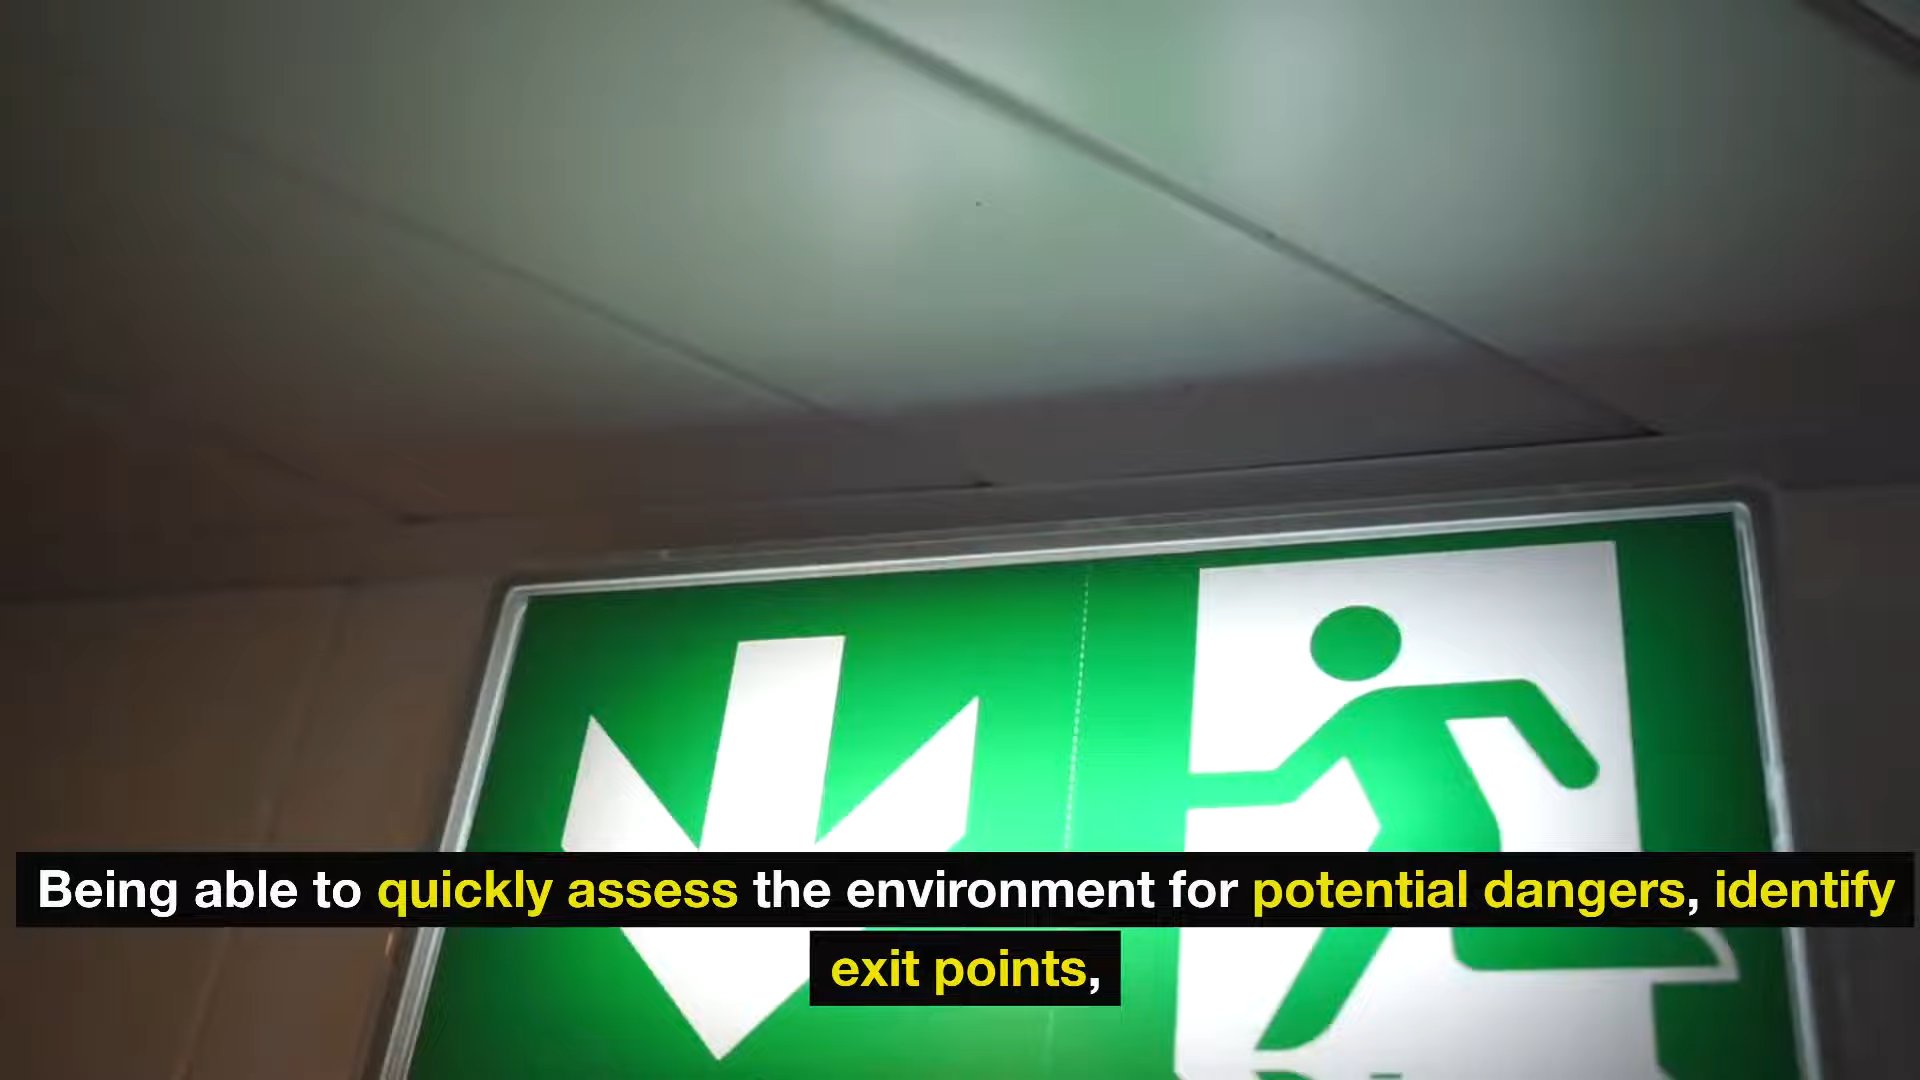 Being able to quickly assess the environment for potential dangers, identify
exit points,